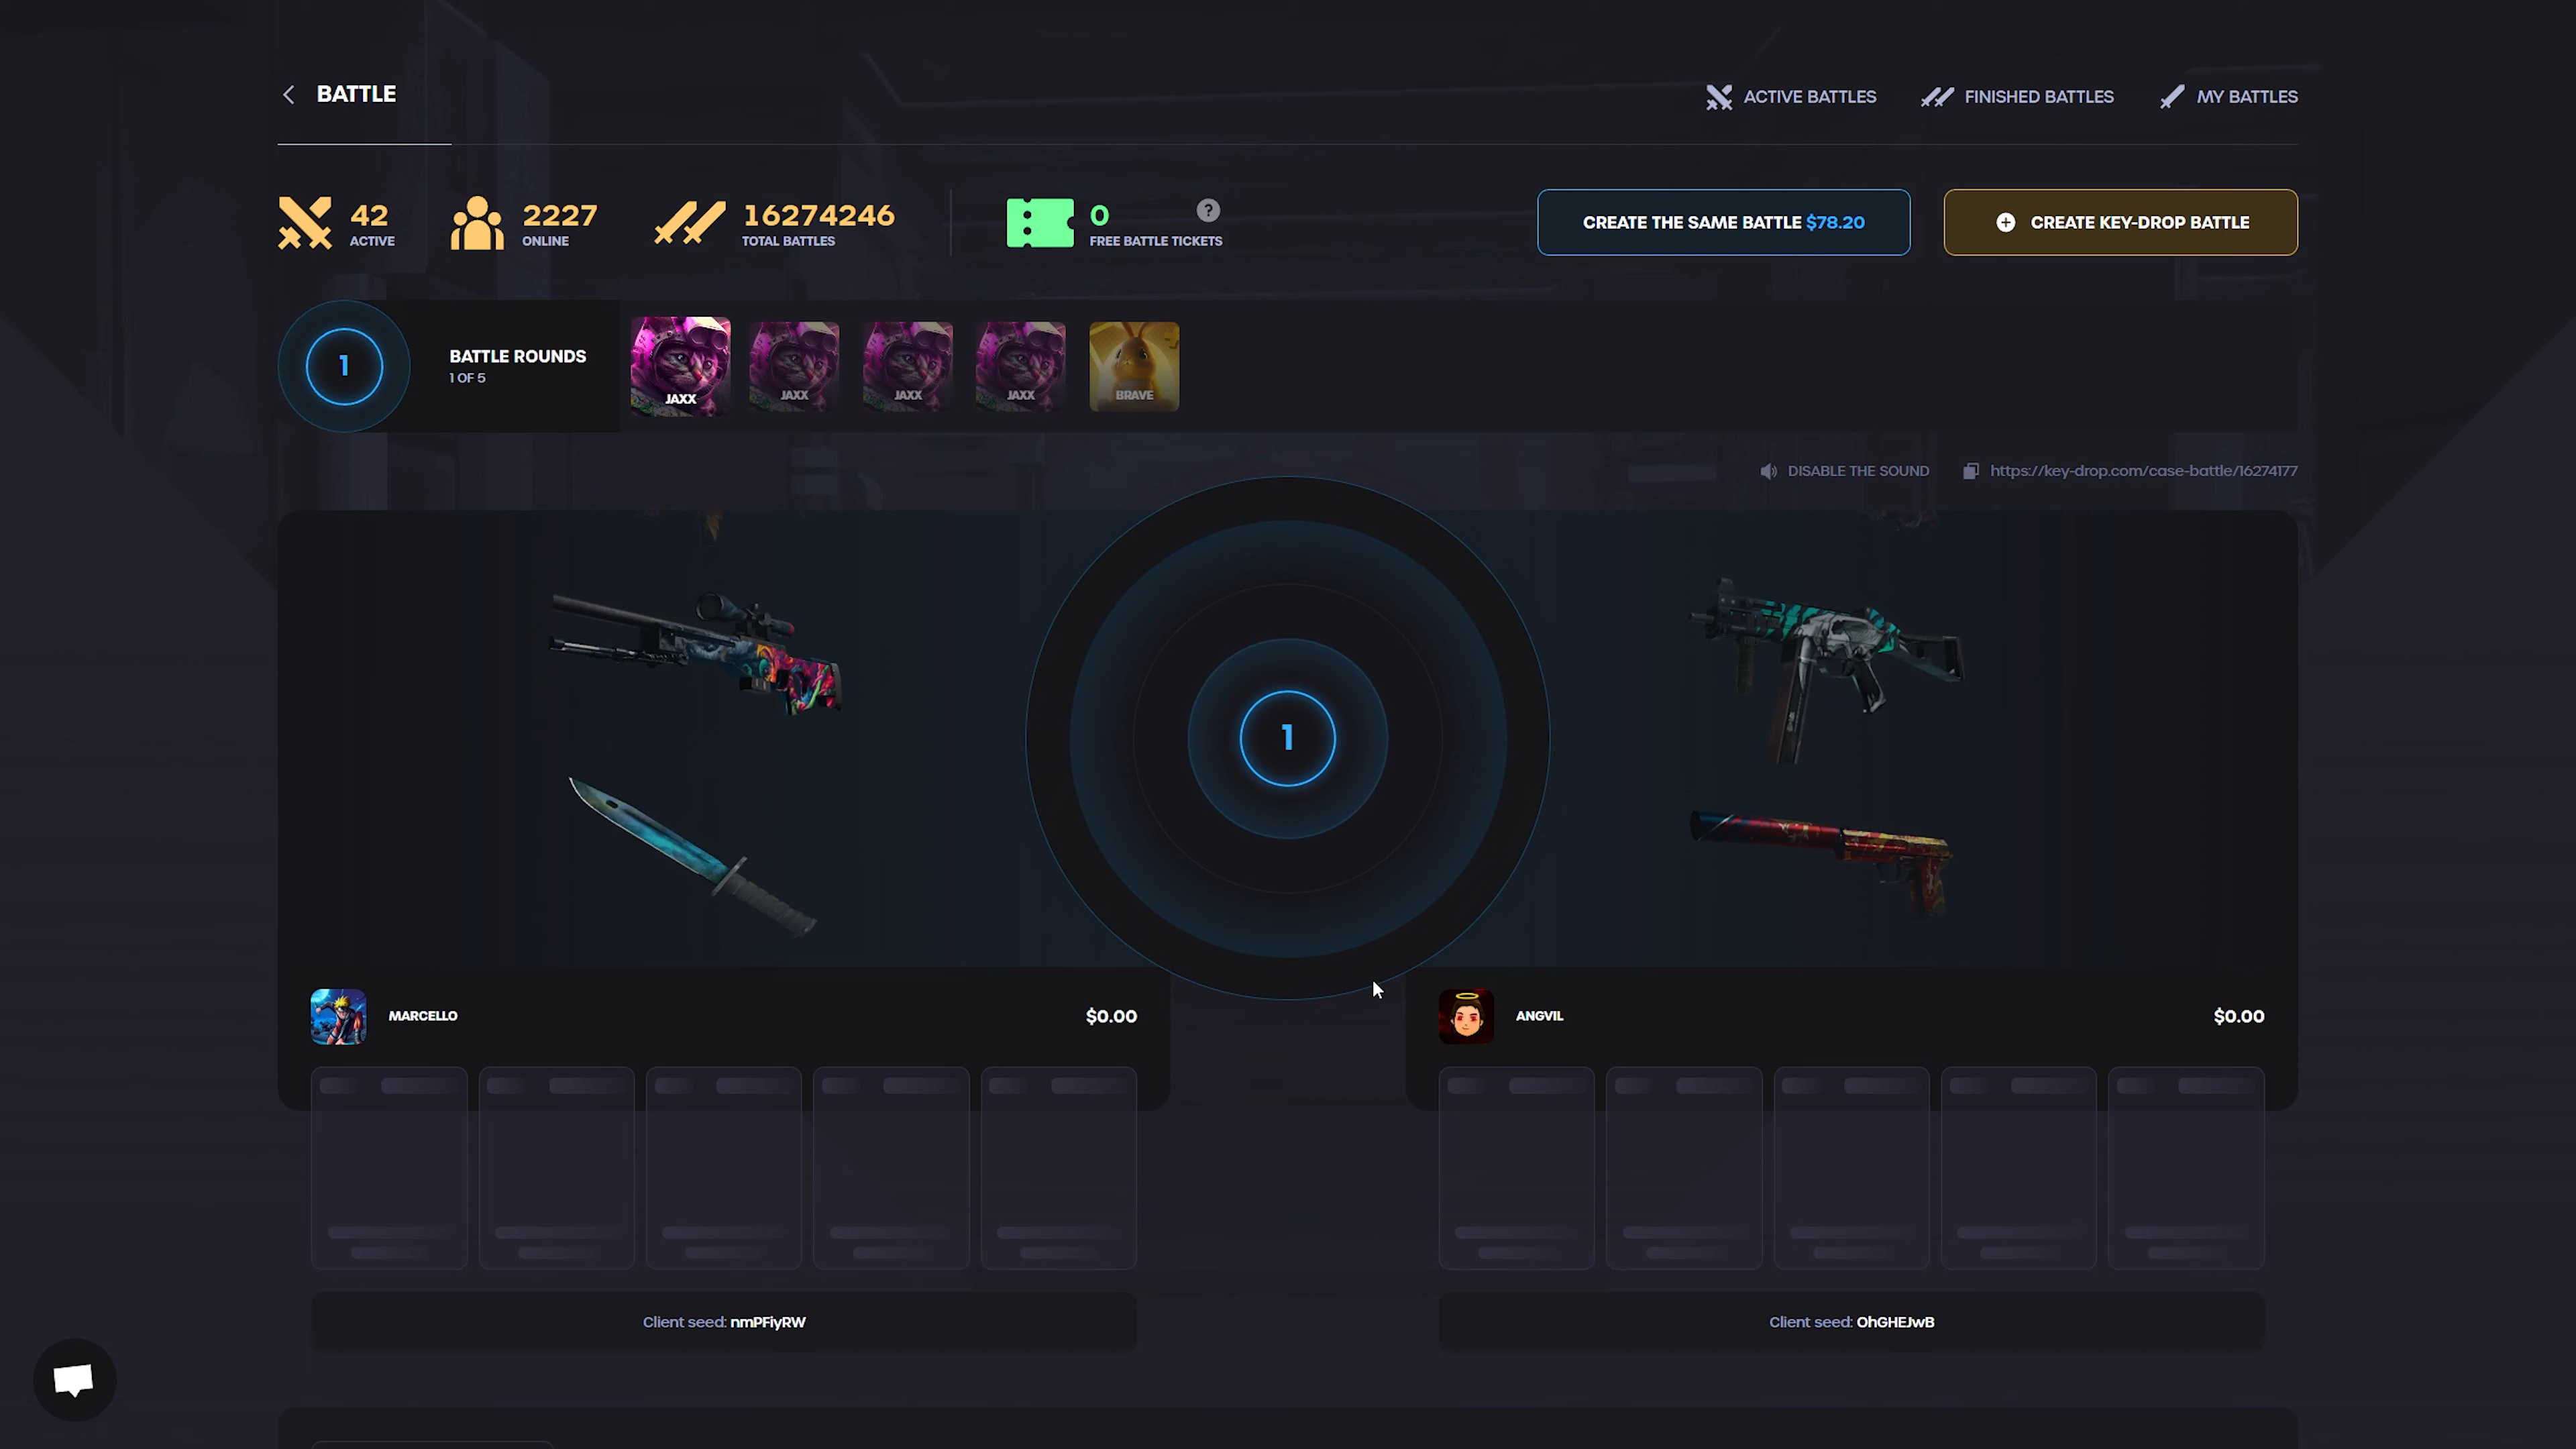 BATTLE
ACTIVE BATTLES
FINISHED BATTLES
MY BATTLES
42
ACTIVE
2227
ONLINE
16274246
TOTAL BATTLES
0
?
FREE BATTLE TICKETS
CREATE THE SAME BATTLE $78.20
CREATE KEY-DROP BATTLE
1
BATTLE ROUNDS
1 OF 5
JAXX
JAXX
JAXX
JAXX
BRAVE
DISABLE THE SOUND
https://key-drop.com/case-battle/16274177
1
MARCELLO
$0.00
ANGVIL
$0.00
Client seed: nmPFiyRW
Client seed: OhGHEJwB